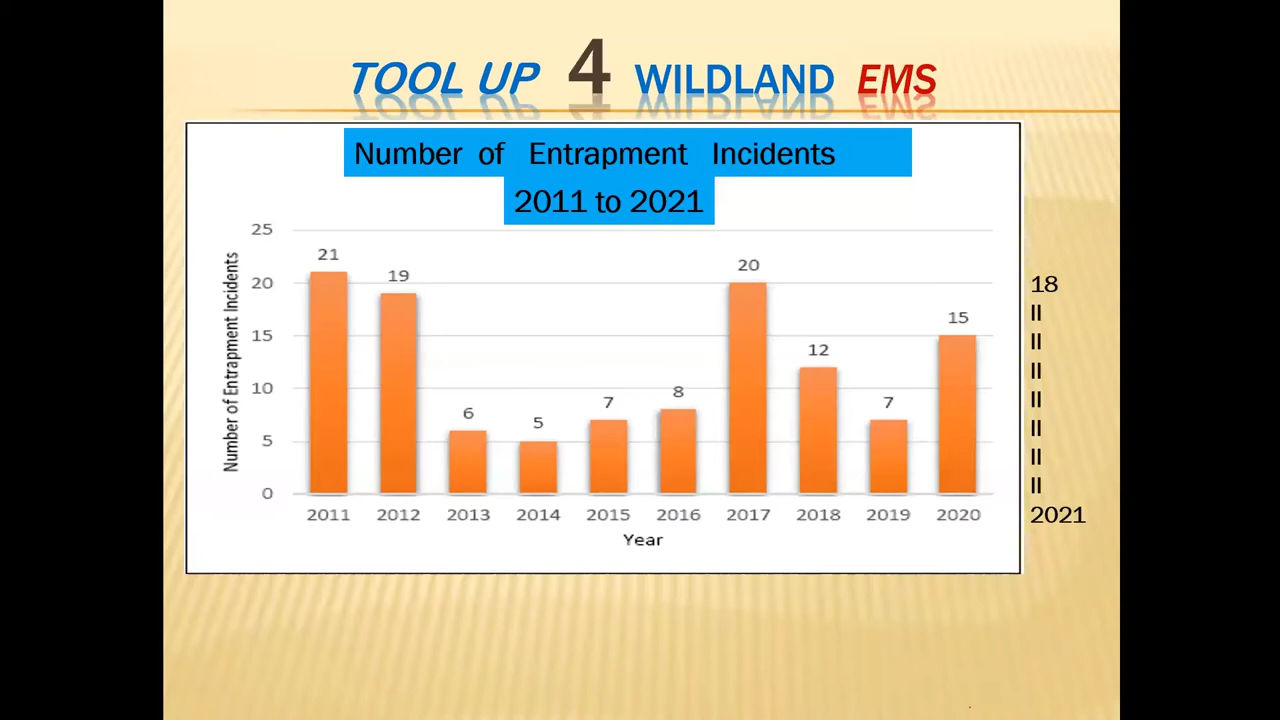 TOOL UP 4 WILDLAND EMS
Number of Entrapment Incidents
2011 to 2021
Number of Entrapment Incidents
25
20
15
10
5
0
21
19
6
5
7
8
20
12
7
15
2011 2012 2013 2014 2015 2016 2017 2018 2019 2020
Year
18
II
II
II
II
II
II
II
2021